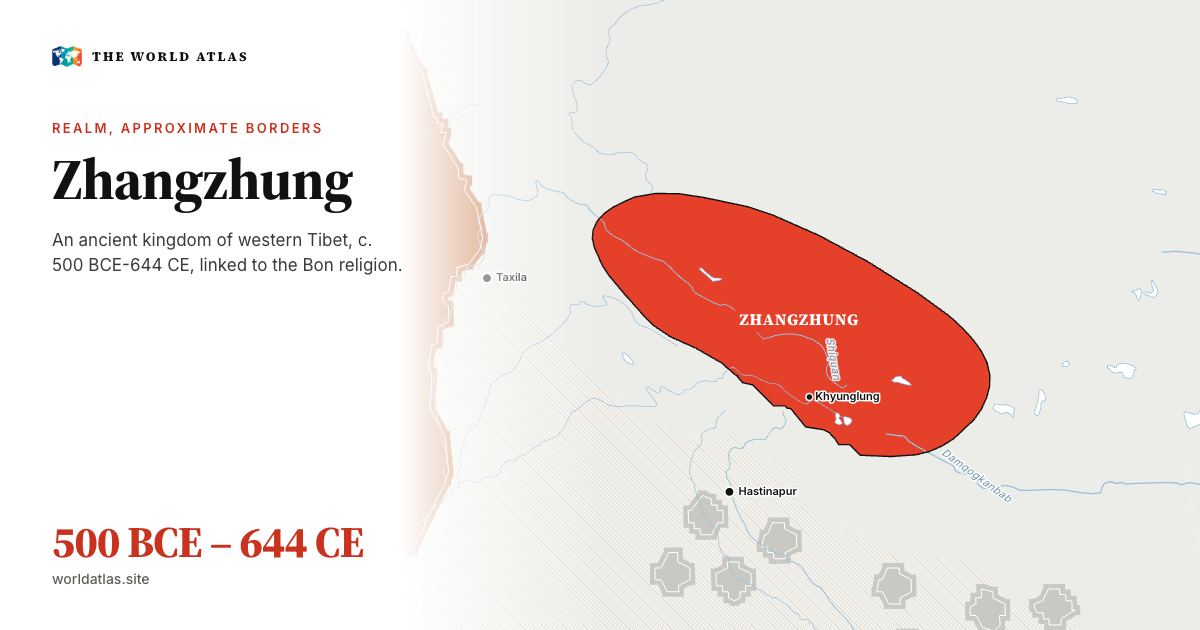 THE WORLD ATLAS
REALM, APPROXIMATE BORDERS
Zhangzhung
An ancient kingdom of western Tibet, c.
500 BCE-644 CE, linked to the Bon religion.
500 BCE – 644 CE
worldatlas.site
Taxila
ZHANGZHUNG
Shiquan
Khyunglung
Damqogkanbab
Hastinapur